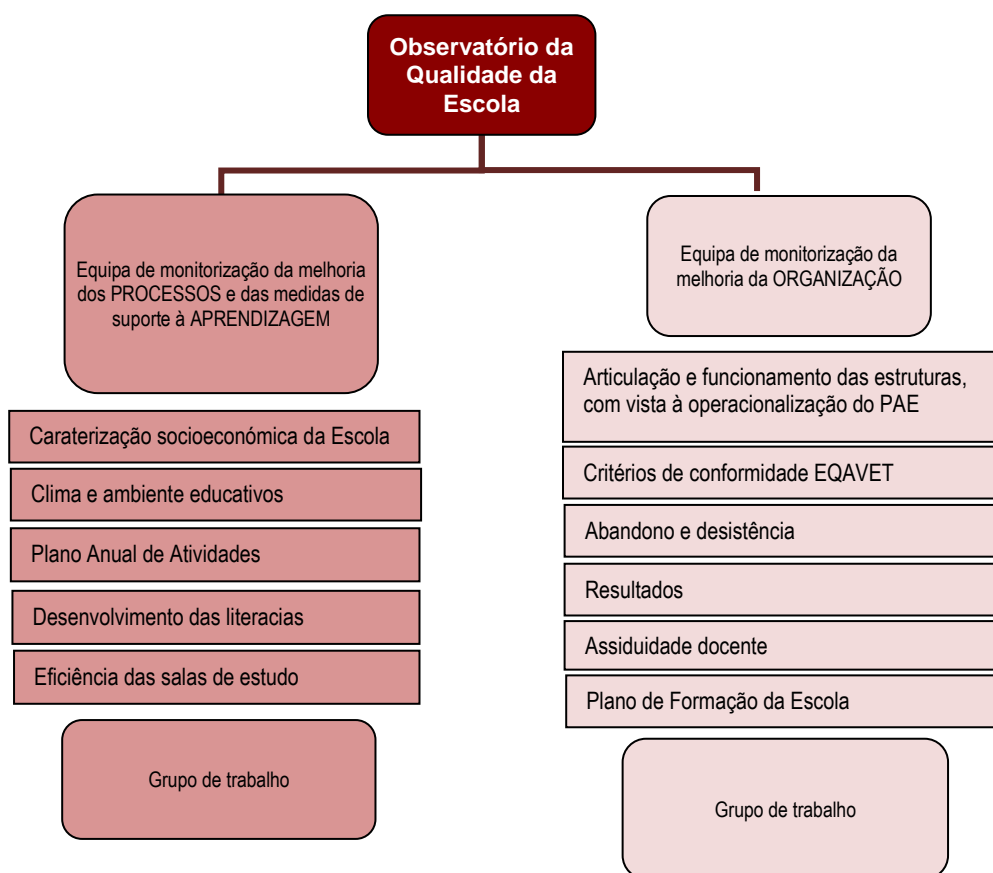 Observatório da
Qualidade da
Escola
Equipa de monitorização da melhoria
dos PROCESSOS e das medidas de
suporte à APRENDIZAGEM
Caraterização socioeconómica da Escola
Clima e ambiente educativos
Plano Anual de Atividades
Desenvolvimento das literacias
Eficiência das salas de estudo
Grupo de trabalho
Equipa de monitorização da
melhoria da ORGANIZAÇÃO
Articulação e funcionamento das estruturas,
com vista à operacionalização do PAE
Critérios de conformidade EQAVET
Abandono e desistência
Resultados
Assiduidade docente
Plano de Formação da Escola
Grupo de trabalho